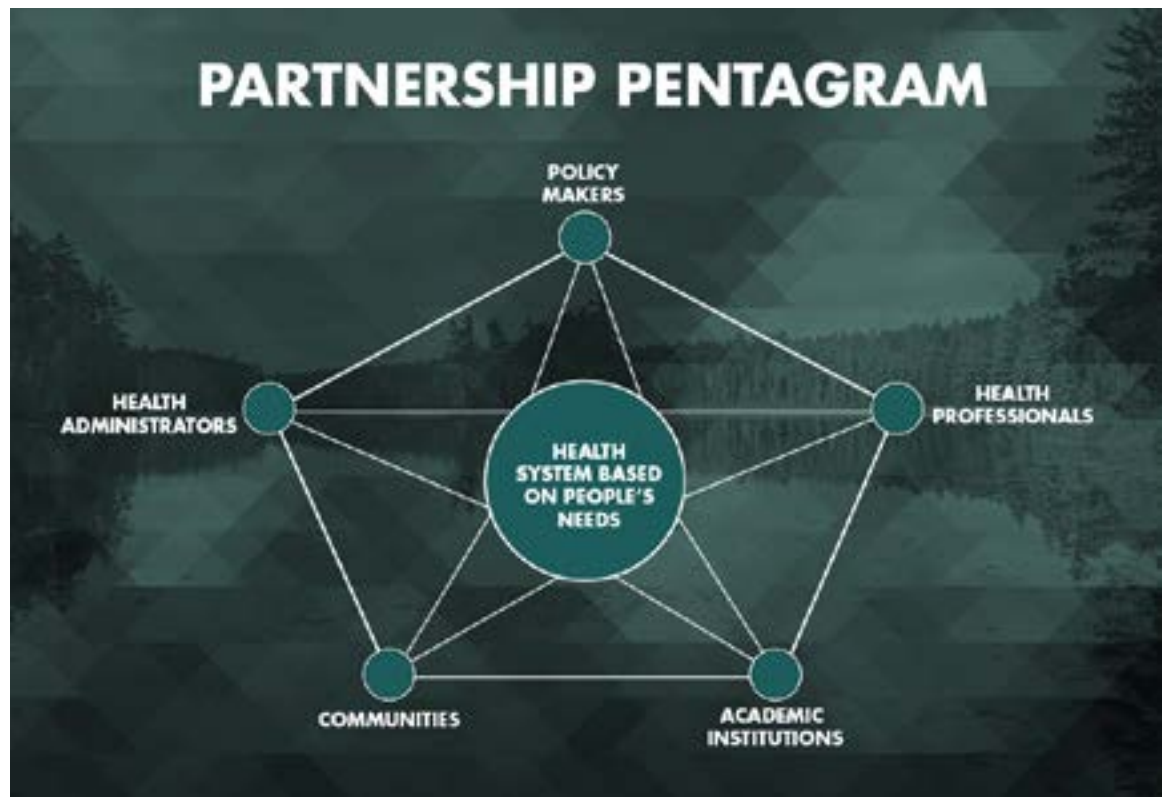 PARTNERSHIP PENTAGRAM
POLICY
MAKERS
HEALTH
ADMINISTRATORS
HEALTH
PROFESSIONALS
HEALTH
SYSTEM BASED
ON PEOPLE'S
NEEDS
COMMUNITIES
ACADEMIC
INSTITUTIONS